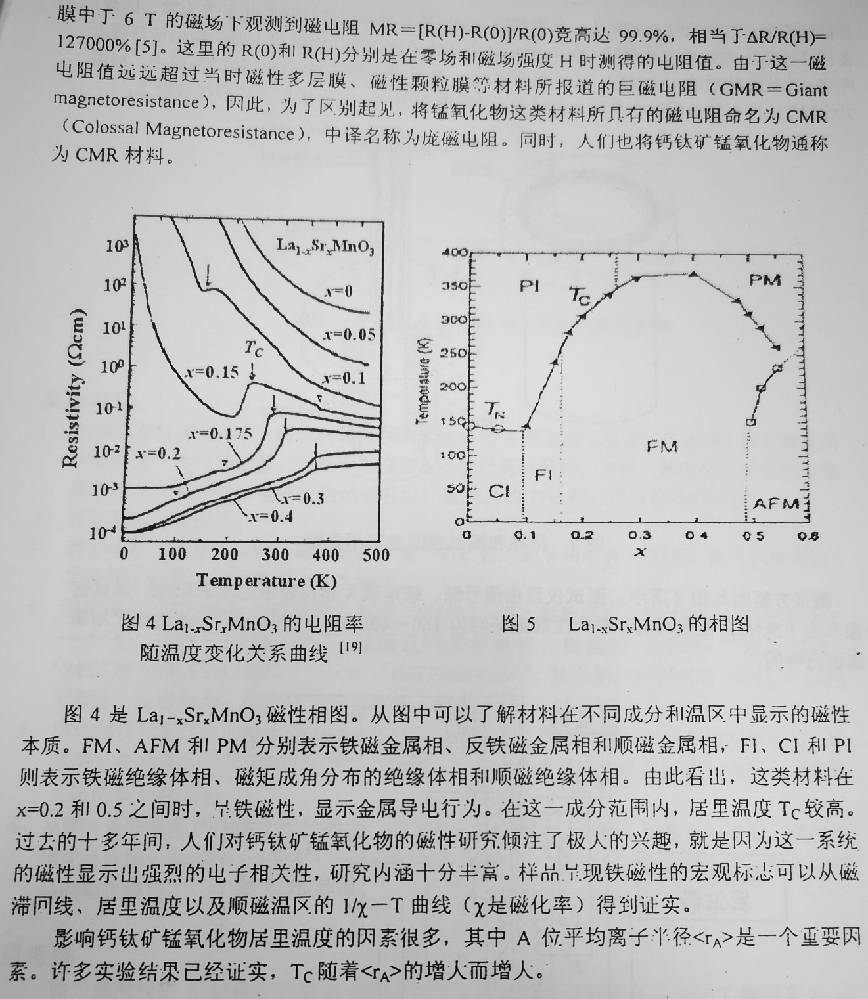 膜中于 6 T 的磁场下观测到磁电阻 MR＝[R(H)-R(0)]/R(0)竞高达 99.9%，相当于ΔR/R(H)=
127000% [5]。这里的 R(0)和 R(H)分别是在零场和磁场强度 H 时测得的电阻值。由于这一磁
电阻值远远超过当时磁性多层膜、磁性颗粒膜等材料所报道的巨磁电阻（GMR＝Giant
magnetoresistance），因此，为了区别起见，将锰氧化物这类材料所具有的磁电阻命名为 CMR
（Colossal Magnetoresistance），中译名称为庞磁电阻。同时，人们也将钙钛矿锰氧化物通称
为 CMR 材料。
La₁₋ₓSrₓMnO₃
10³
10²
10¹
10⁰
10⁻¹
10⁻²
10⁻³
10⁻⁴
Resistivity (Ωcm)
x=0
x=0.05
x=0.1
T_C
x=0.15
x=0.175
x=0.2
x=0.3
x=0.4
0 100 200 300 400 500
Temperature (K)
400
350
300
250
200
150
100
50
0
Temperature (K)
PI
T_C
PM
T_N
FM
FI
CI
AFM
0 0.1 0.2 0.3 0.4 0.5 0.6
x
图 4 La₁₋ₓSrₓMnO₃ 的电阻率
随温度变化关系曲线 [19]
图 5 La₁₋ₓSrₓMnO₃ 的相图
图 4 是 La₁₋ₓSrₓMnO₃ 磁性相图。从图中可以了解材料在不同成分和温区中显示的磁性
本质。FM、AFM 和 PM 分别表示铁磁金属相、反铁磁金属相和顺磁金属相，FI、CI 和 PI
则表示铁磁绝缘体相、磁矩成角分布的绝缘体相和顺磁绝缘体相。由此看出，这类材料在
x=0.2 和 0.5 之间时，呈铁磁性，显示金属导电行为。在这一成分范围内，居里温度 T_C 较高。
过去的十多年间，人们对钙钛矿锰氧化物的磁性研究倾注了极大的兴趣，就是因为这一系统
的磁性显示出强烈的电子相关性，研究内涵十分丰富。样品呈现铁磁性的宏观标志可以从磁
滞回线、居里温度以及顺磁温区的 1/χ－T 曲线（χ是磁化率）得到证实。
影响钙钛矿锰氧化物居里温度的因素很多，其中 A 位平均离子半径<r_A>是一个重要因
素。许多实验结果已经证实，T_C 随着<r_A>的增大而增大。